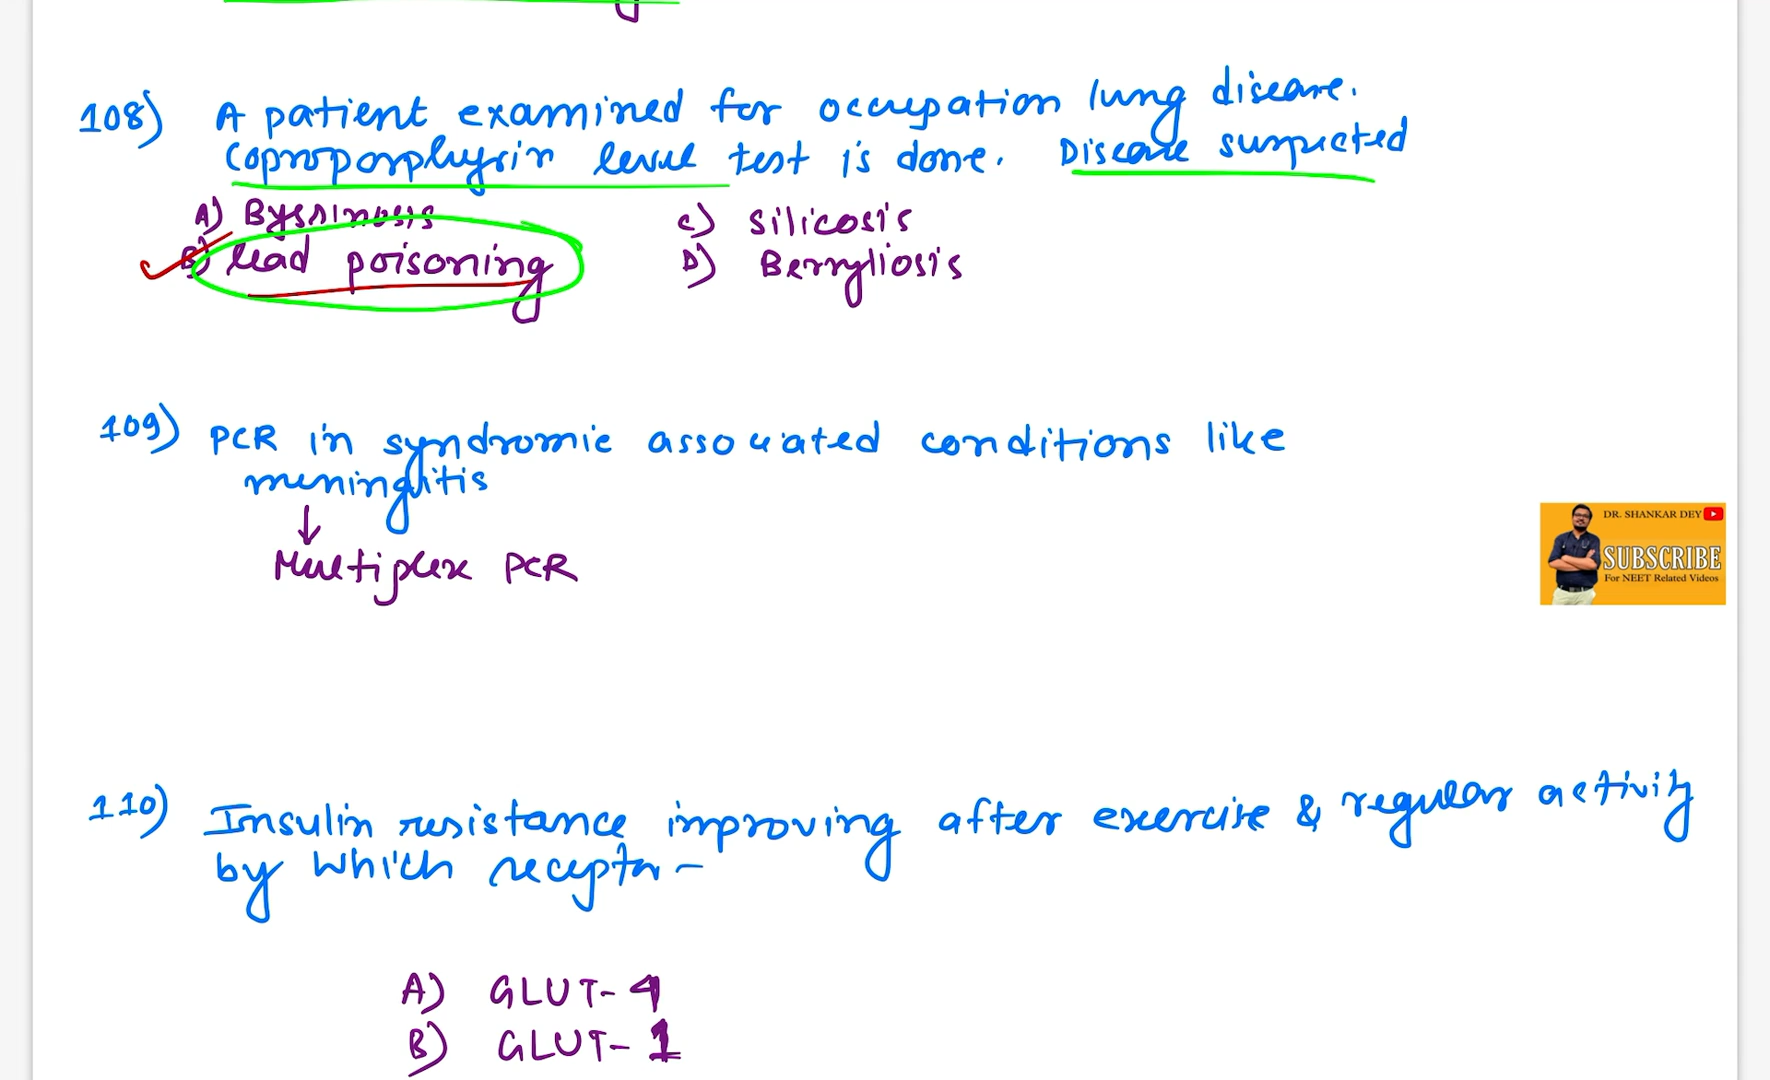 108) A patient examined for occupation lung disease.
coproporphyrin level test is done. Disease suspected
A) Byssinosis
B) lead poisoning
C) Silicosis
D) Berryliosis
109) PCR in syndromic associated conditions like
meningitis
↓
Multiplex PCR
DR. SHANKAR DEY
SUBSCRIBE
For NEET Related Videos
110) Insulin resistance improving after exercise & regular activity
by which receptor -
A) GLUT-4
B) GLUT-1